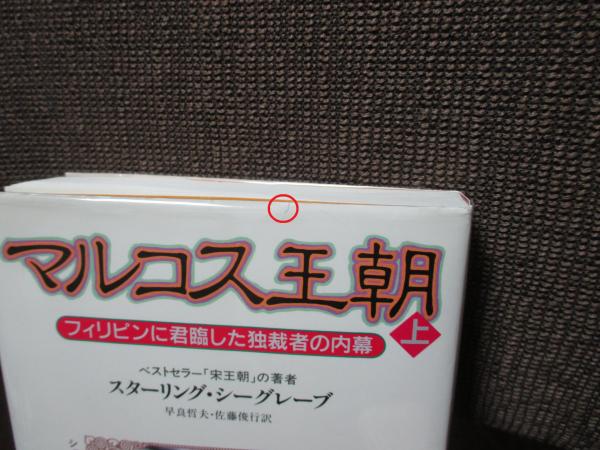 マルコス王朝
上
フィリピンに君臨した独裁者の内幕
ベストセラー「宋王朝」の著者
スターリング・シーグレーブ
早良哲夫・佐藤俊行訳
シ